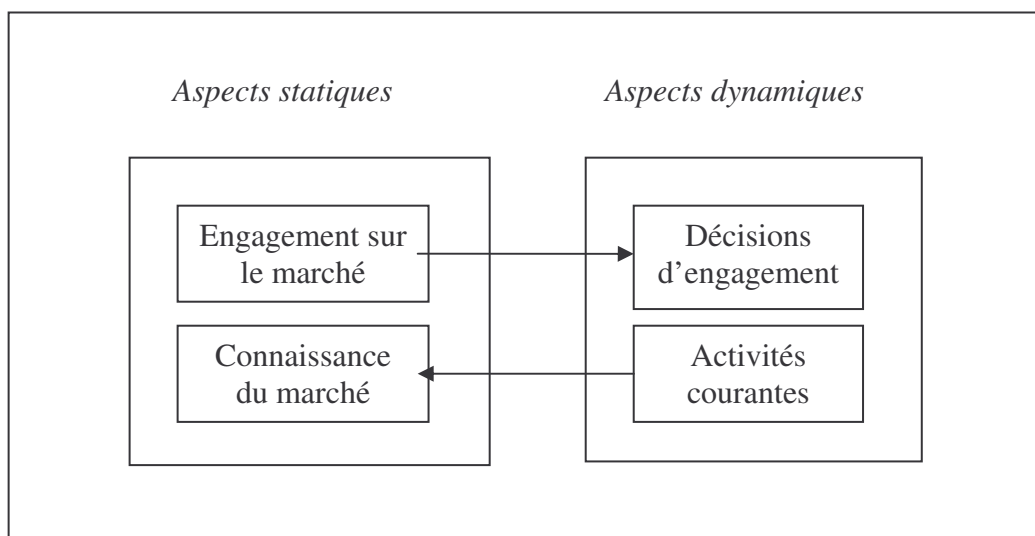 Aspects statiques
Aspects dynamiques
Engagement sur
le marché
Décisions
d’engagement
Connaissance
du marché
Activités
courantes